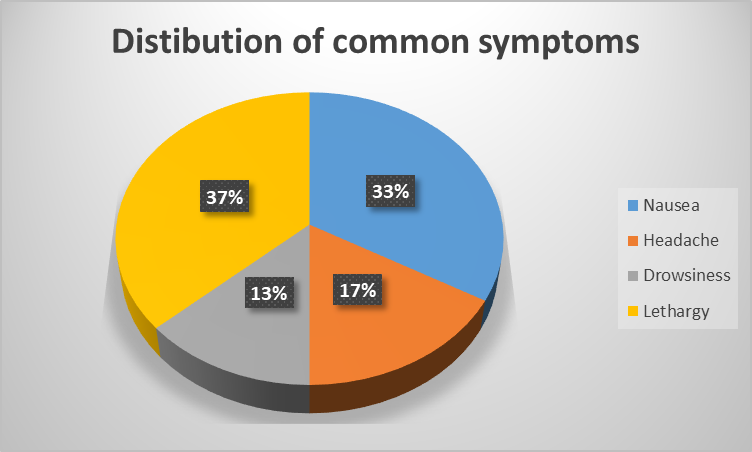 Distibution of common symptoms
37%
33%
13%
17%
Nausea
Headache
Drowsiness
Lethargy